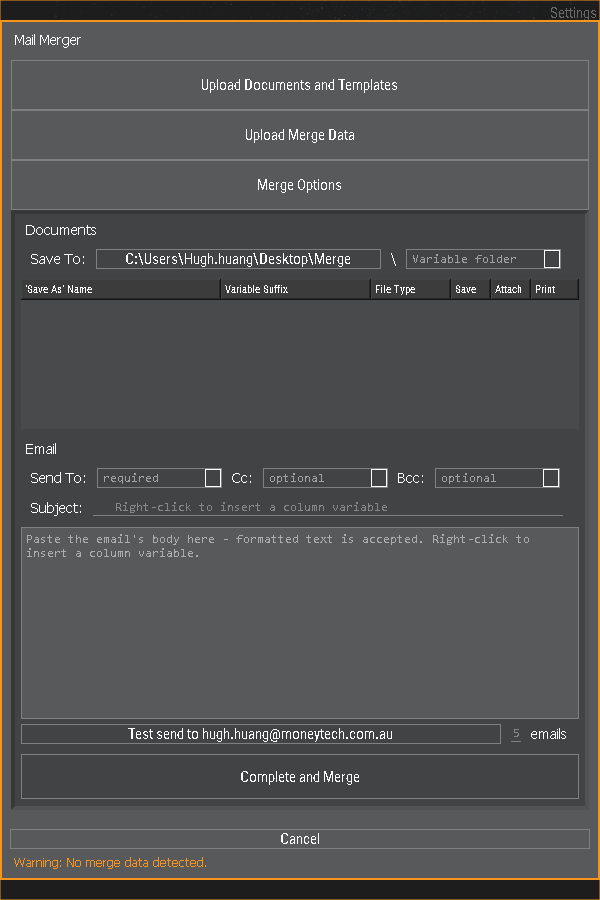 Settings
Mail Merger
Upload Documents and Templates
Upload Merge Data
Merge Options
Documents
Save To: C:\Users\Hugh.huang\Desktop\Merge \ Variable folder
'Save As' Name Variable Suffix File Type Save Attach Print
Email
Send To: required Cc: optional Bcc: optional
Subject: Right-click to insert a column variable
Paste the email's body here - formatted text is accepted. Right-click to
insert a column variable.
Test send to hugh.huang@moneytech.com.au 5 emails
Complete and Merge
Cancel
Warning: No merge data detected.